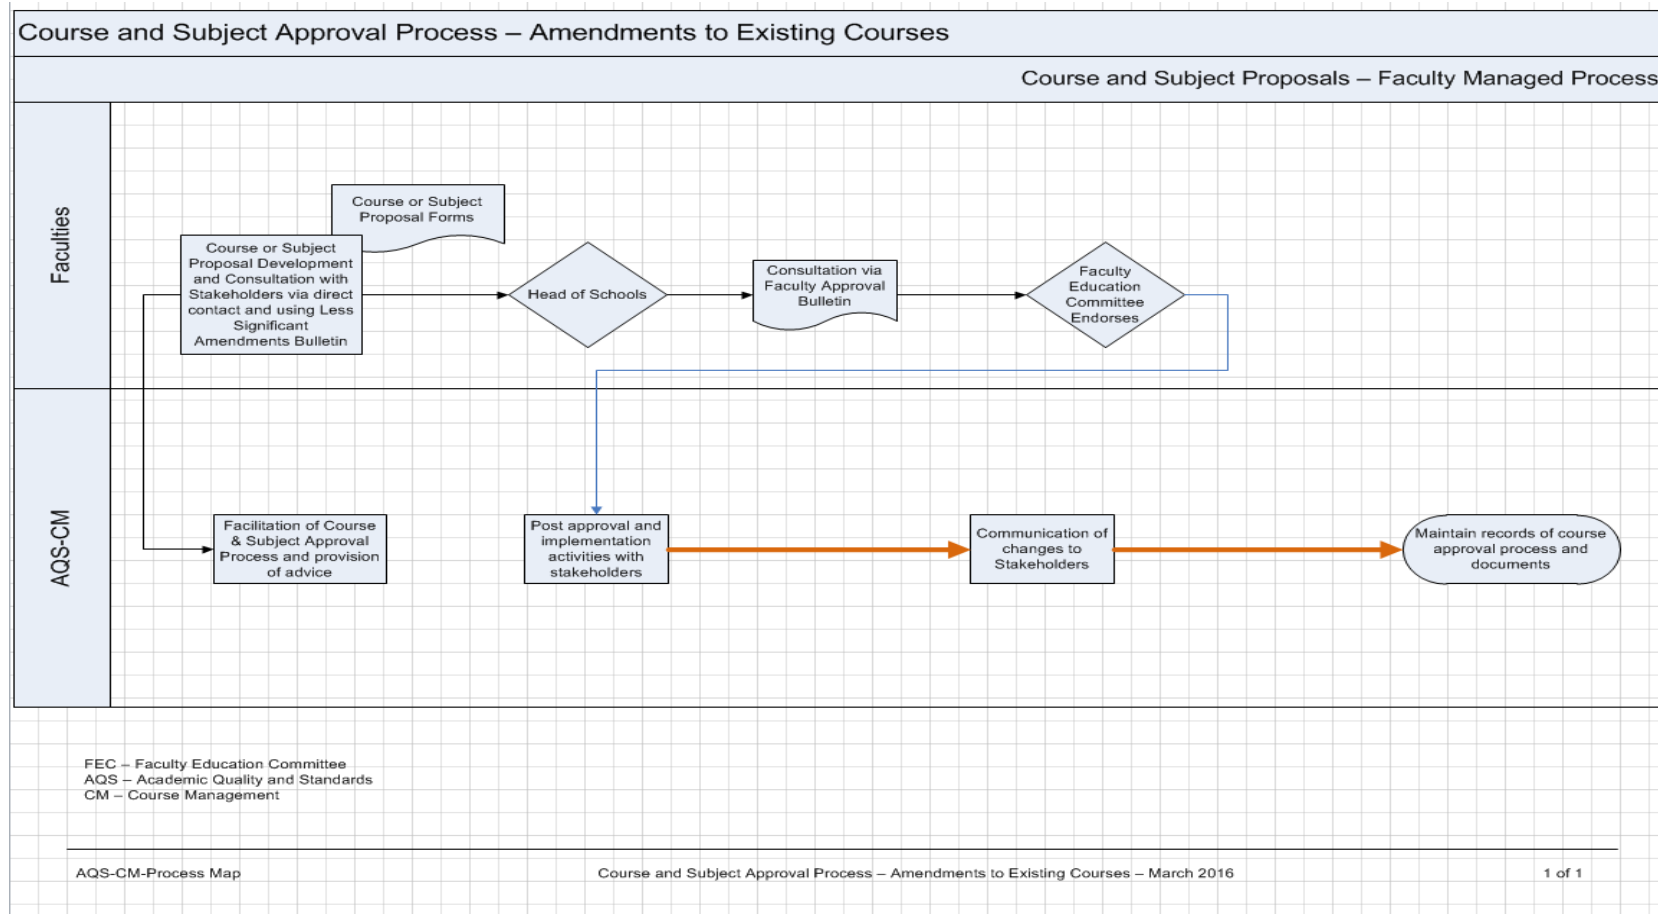 Course and Subject Approval Process – Amendments to Existing Courses
Course and Subject Proposals – Faculty Managed Process
Faculties
Course or Subject
Proposal Forms
Course or Subject
Proposal Development
and Consultation with
Stakeholders via direct
contact and using Less
Significant
Amendments Bulletin
Head of Schools
Consultation via
Faculty Approval
Bulletin
Faculty
Education
Committee
Endorses
AQS-CM
Facilitation of Course
& Subject Approval
Process and provision
of advice
Post approval and
implementation
activities with
stakeholders
Communication of
changes to
Stakeholders
Maintain records of course
approval process and
documents
FEC – Faculty Education Committee
AQS – Academic Quality and Standards
CM – Course Management
AQS-CM-Process Map
Course and Subject Approval Process – Amendments to Existing Courses – March 2016
1 of 1